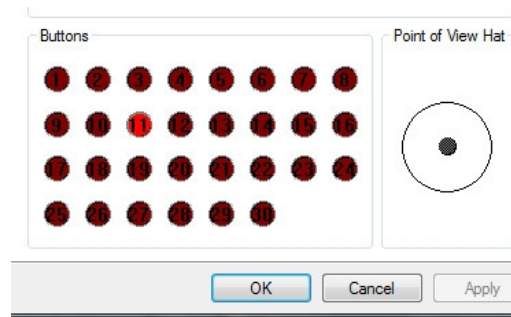 Buttons
Point of View Hat
1 2 3 4 5 6 7 8
9 10 11 12 13 14 15 16
17 18 19 20 21 22 23 24
25 26 27 28 29 30
OK Cancel Apply